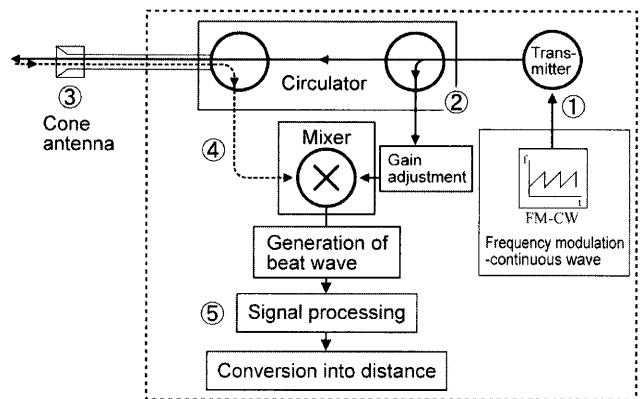 Trans-
mitter
Circulator
②
①
③
Cone
antenna
④
Mixer
Gain
adjustment
f
t
FM-CW
Frequency modulation
-continuous wave
Generation of
beat wave
⑤
Signal processing
Conversion into distance